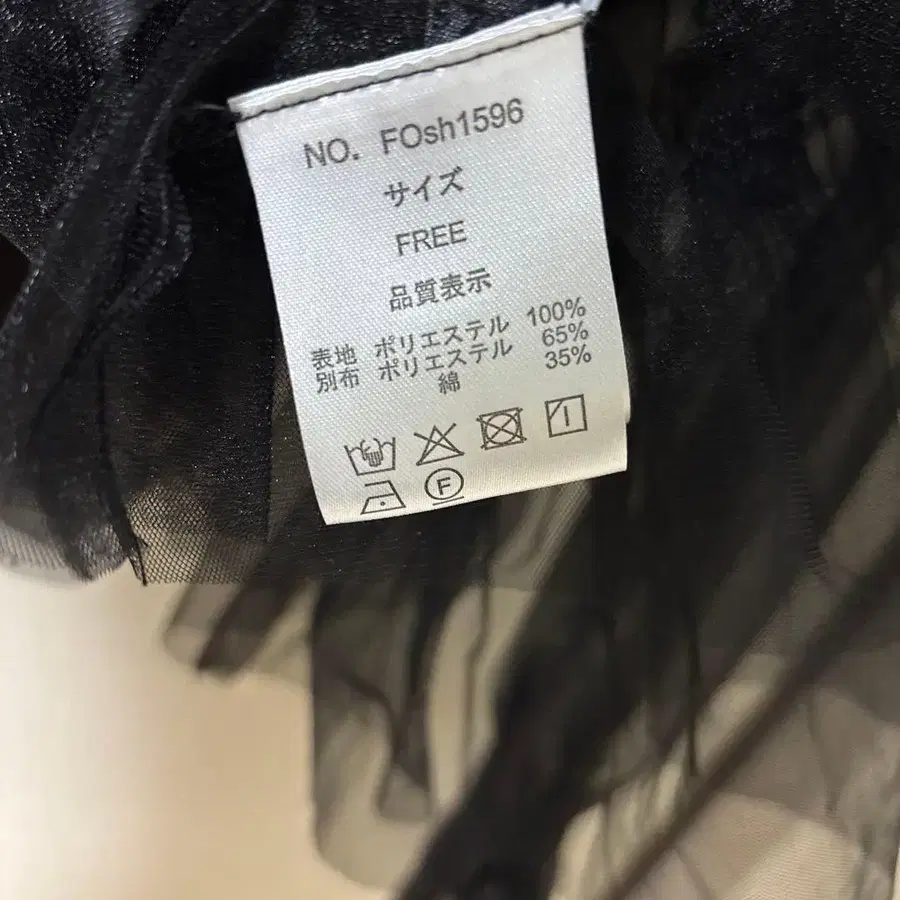 NO. FOsh1596
サイズ
FREE
品質表示
表地 ポリエステル 100%
別布 ポリエステル 65%
綿 35%
F